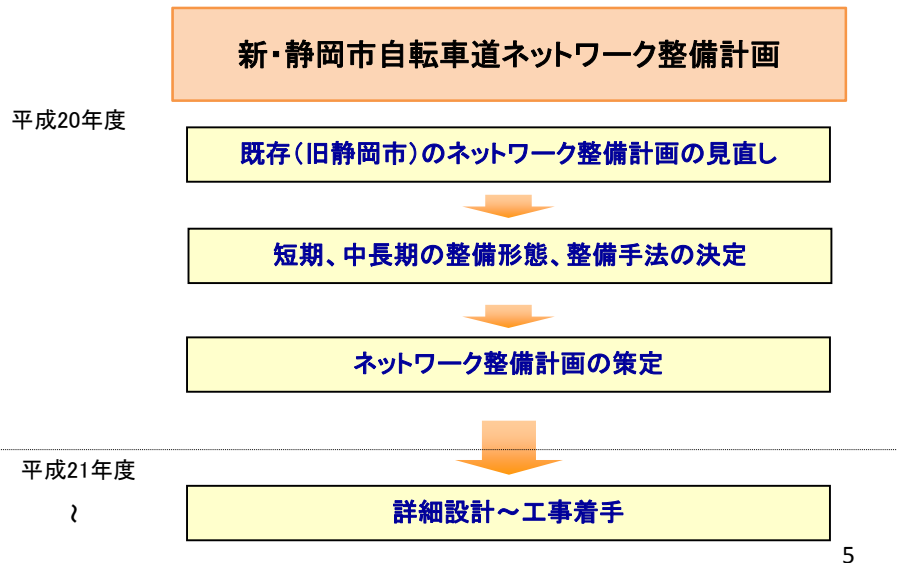 新・静岡市自転車道ネットワーク整備計画
平成20年度
既存（旧静岡市）のネットワーク整備計画の見直し
短期、中長期の整備形態、整備手法の決定
ネットワーク整備計画の策定
平成21年度
～
詳細設計～工事着手
5